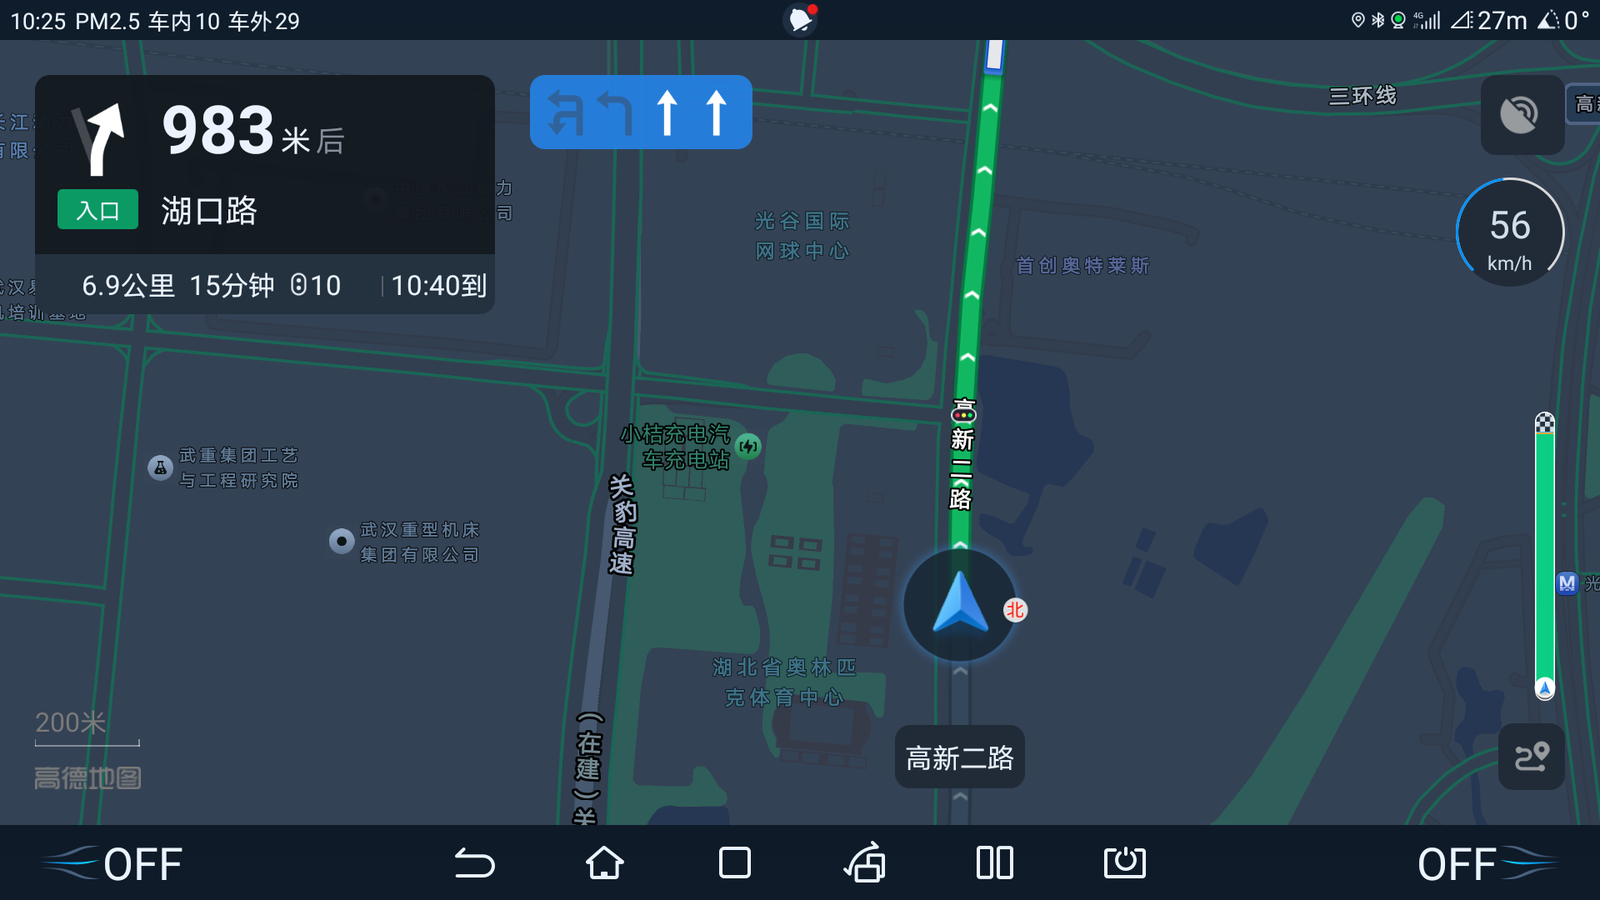 10:25 PM2.5 车内10 车外29
4G
27m
0°
983米后
入口 湖口路
6.9公里 15分钟 10 10:40到
三环线
56
km/h
光谷国际
网球中心
首创奥特莱斯
小桔充电汽
车充电站
高新二路
武重集团工艺
与工程研究院
武汉重型机床
集团有限公司
关豹高速
M 光
北
湖北省奥林匹
克体育中心
(在建)关
200米
高德地图
高新二路
OFF
OFF